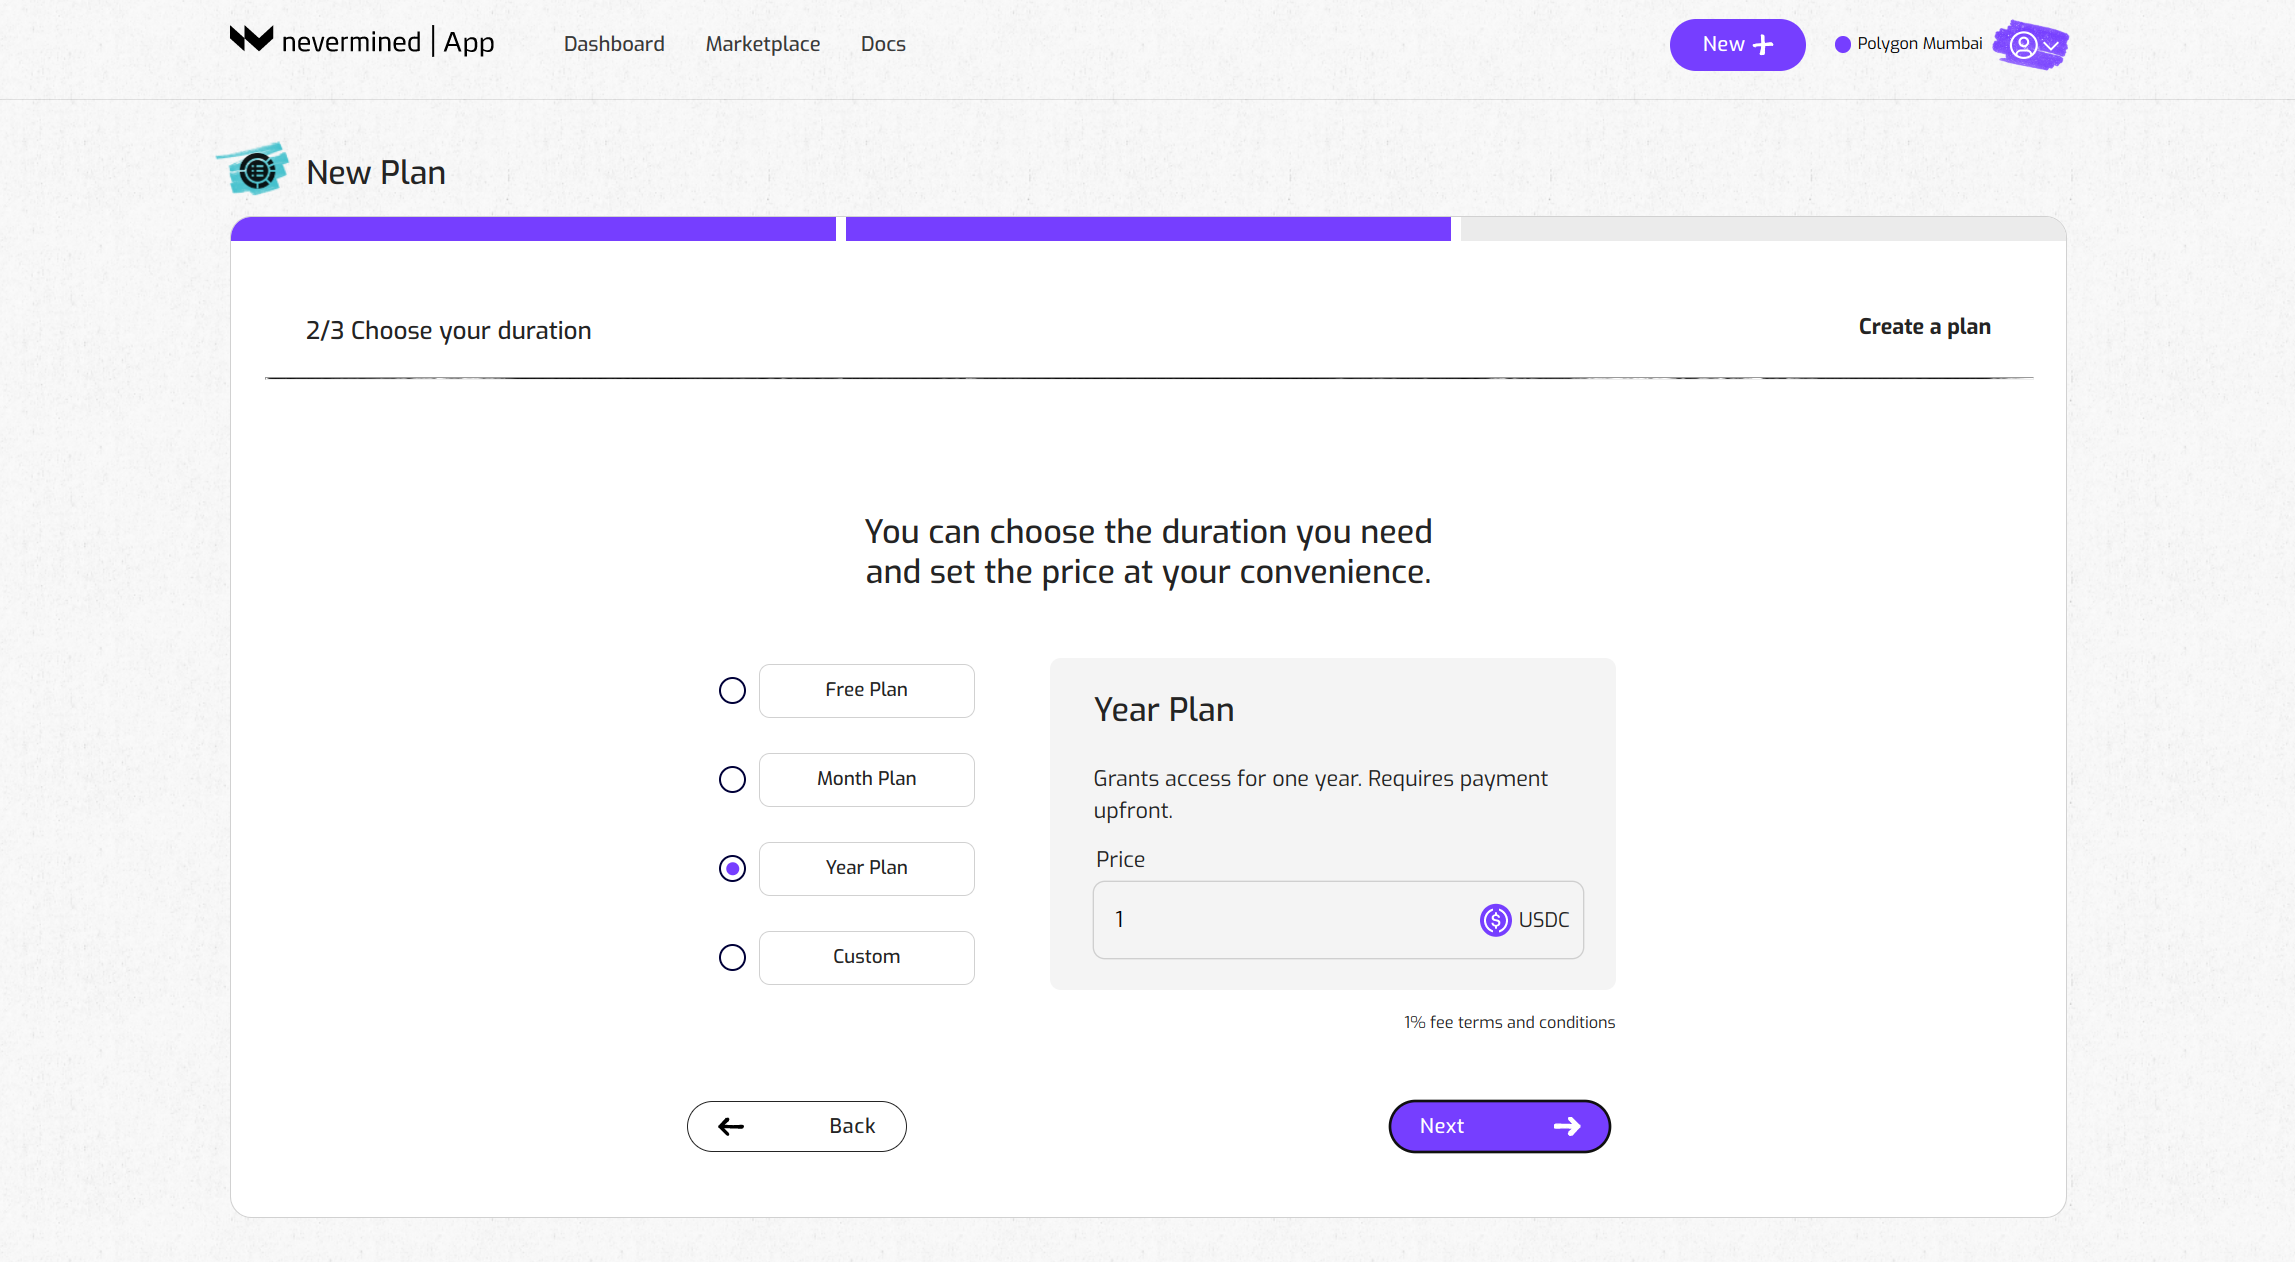 nevermined | App
Dashboard
Marketplace
Docs
New +
Polygon Mumbai
New Plan
2/3 Choose your duration
Create a plan
You can choose the duration you need
and set the price at your convenience.
Free Plan
Month Plan
Year Plan
Custom
Year Plan
Grants access for one year. Requires payment
upfront.
Price
1
USDC
1% fee terms and conditions
Back
Next